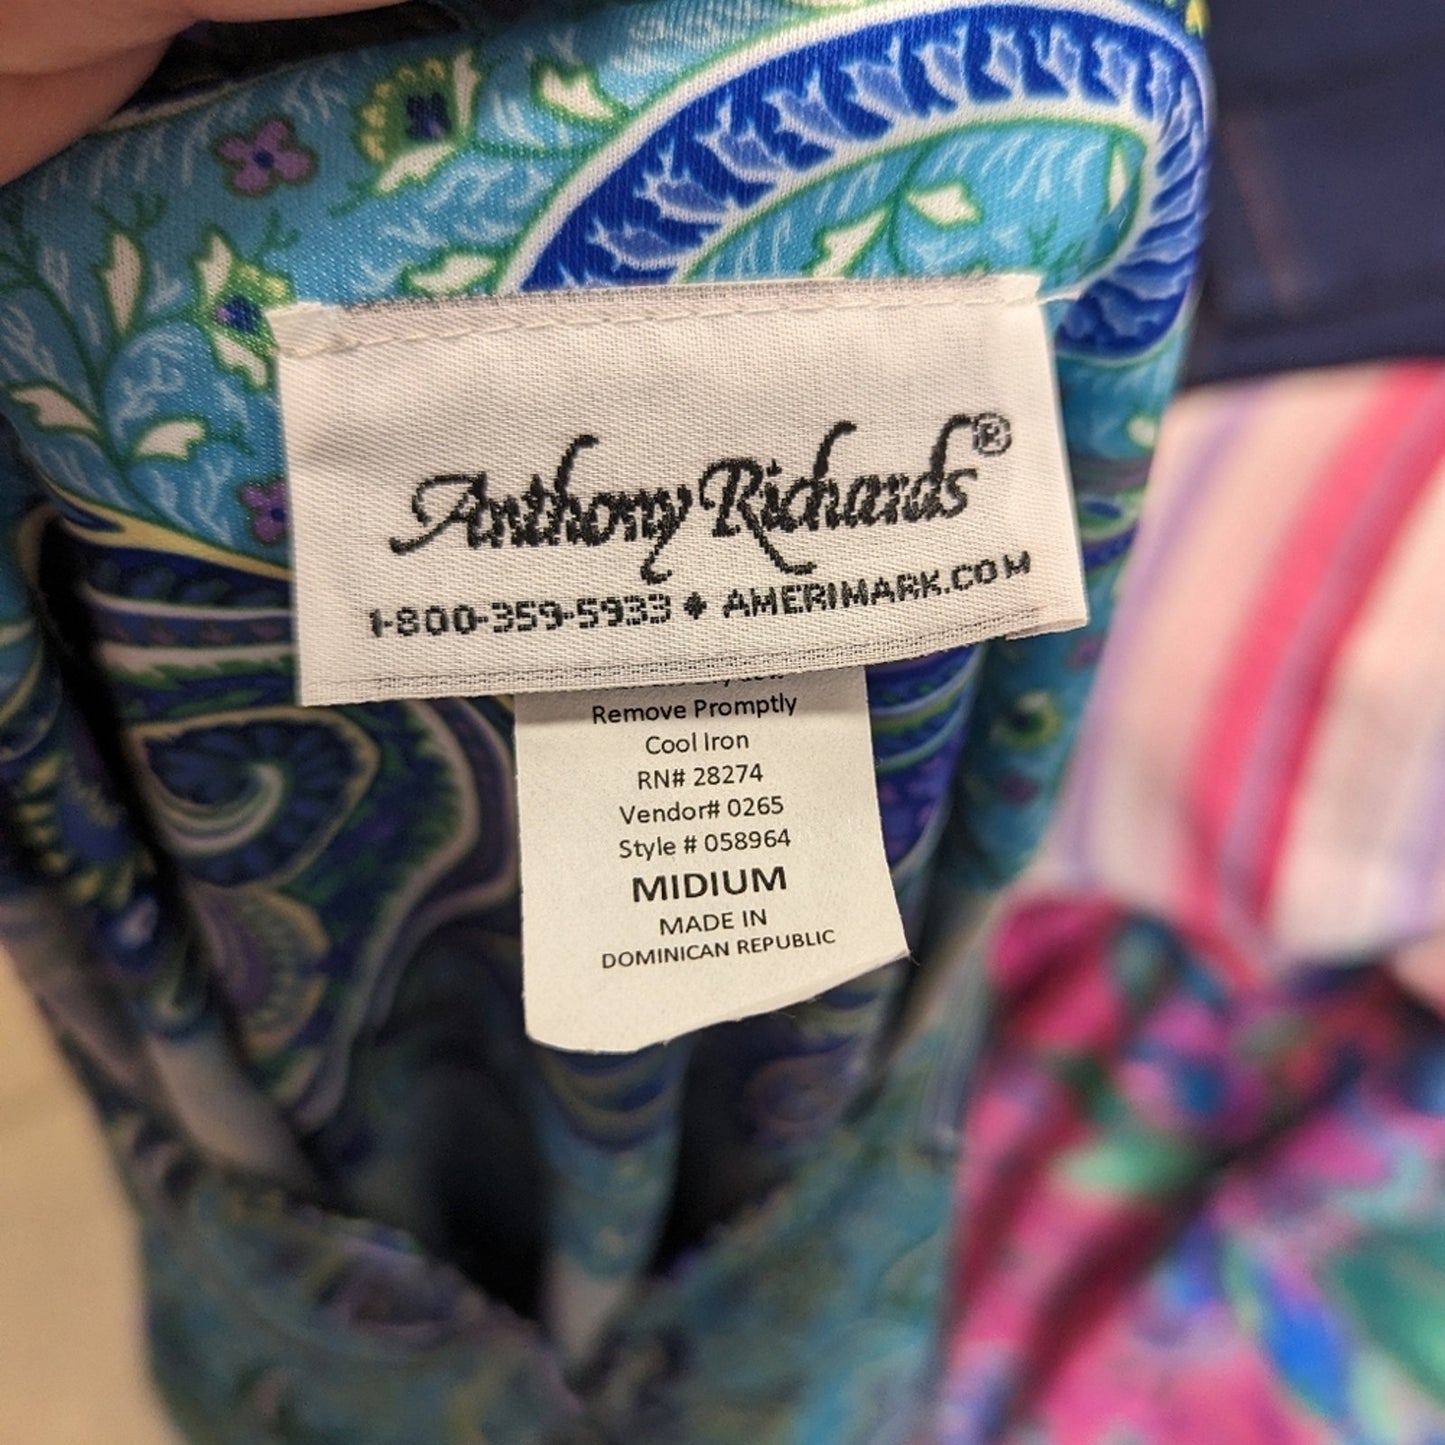 Anthony Richards®
1-800-359-5933 ♦ AMERIMARK.COM
Remove Promptly
Cool Iron
RN# 28274
Vendor# 0265
Style # 058964
MIDIUM
MADE IN
DOMINICAN REPUBLIC